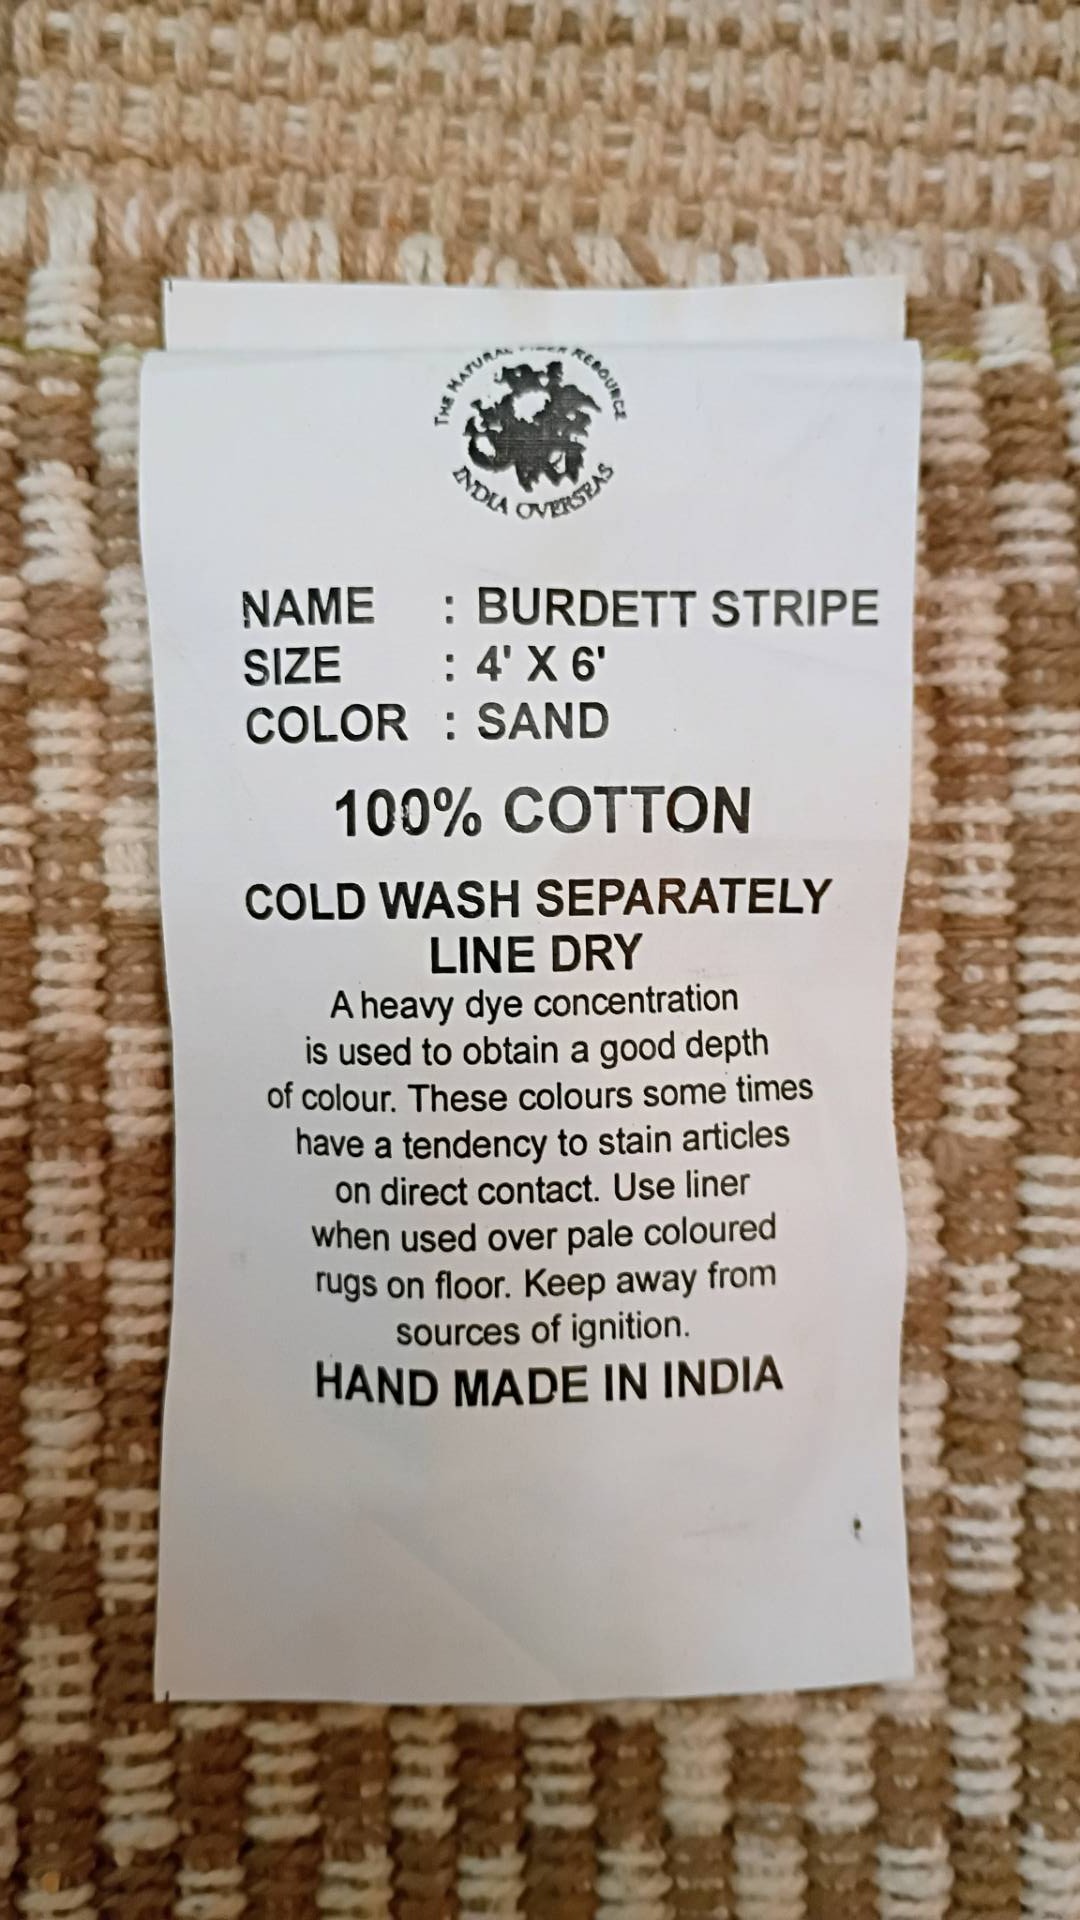 THE NATURAL FIBER RESOURCE
INDIA OVERSEAS
NAME : BURDETT STRIPE
SIZE : 4' X 6'
COLOR : SAND
100% COTTON
COLD WASH SEPARATELY
LINE DRY
A heavy dye concentration
is used to obtain a good depth
of colour. These colours some times
have a tendency to stain articles
on direct contact. Use liner
when used over pale coloured
rugs on floor. Keep away from
sources of ignition.
HAND MADE IN INDIA